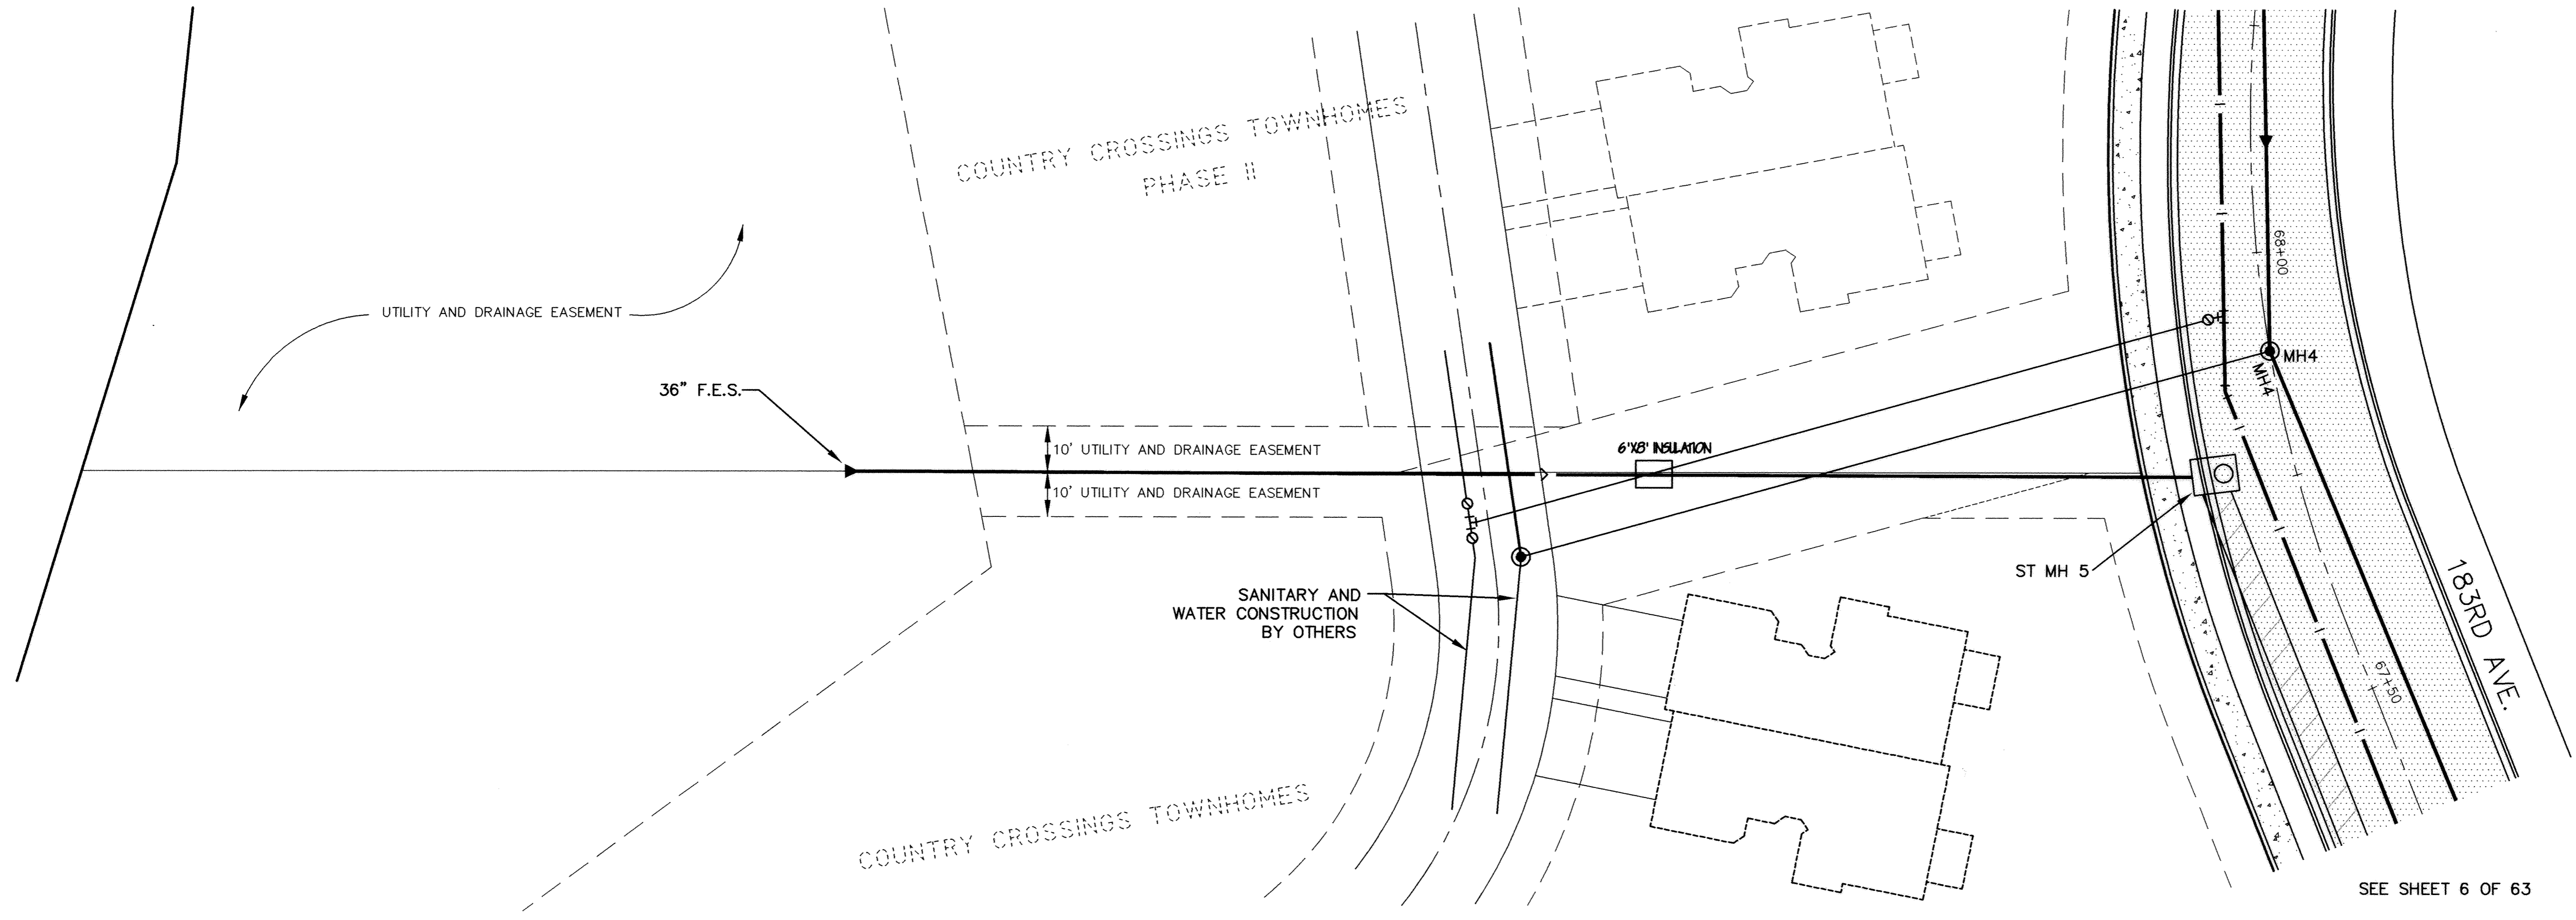 COUNTRY CROSSINGS TOWNHOMES
PHASE II
UTILITY AND DRAINAGE EASEMENT
68+00
MH4
MH4
36" F.E.S.
10' UTILITY AND DRAINAGE EASEMENT
6'X8' INSULATION
10' UTILITY AND DRAINAGE EASEMENT
ST MH 5
SANITARY AND
WATER CONSTRUCTION
BY OTHERS
183RD AVE.
67+50
COUNTRY CROSSINGS TOWNHOMES
SEE SHEET 6 OF 63